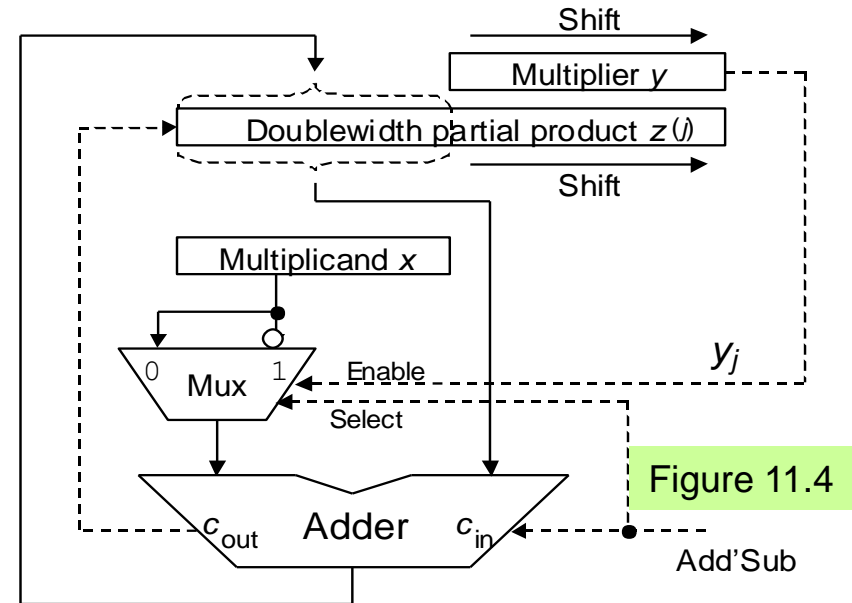 Shift
Multiplier y
Doublewidth partial product z(j)
Shift
Multiplicand x
0 Mux 1
Enable
yj
Select
Figure 11.4
cout Adder cin
Add'Sub